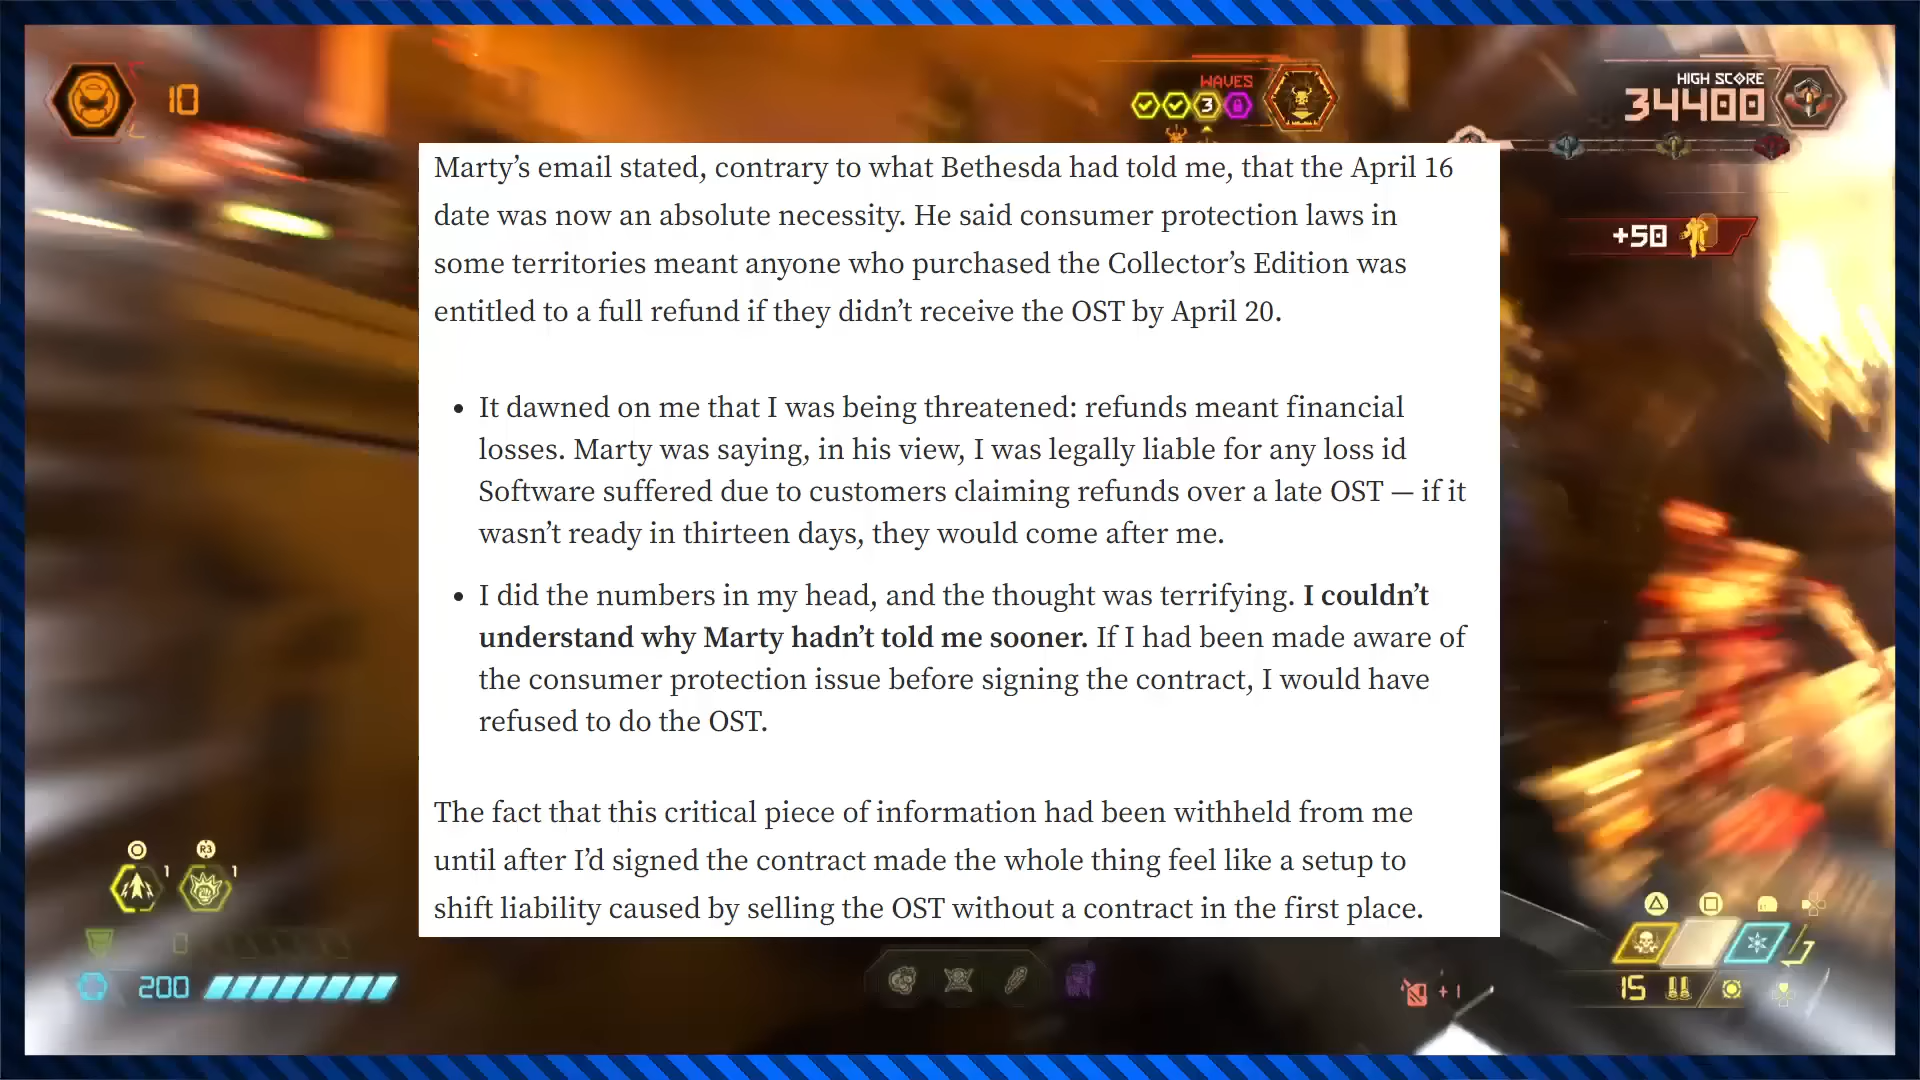 10
WAVES
3
HIGH SCORE
34400
+50
Marty’s email stated, contrary to what Bethesda had told me, that the April 16
date was now an absolute necessity. He said consumer protection laws in
some territories meant anyone who purchased the Collector’s Edition was
entitled to a full refund if they didn’t receive the OST by April 20.
• It dawned on me that I was being threatened: refunds meant financial
losses. Marty was saying, in his view, I was legally liable for any loss id
Software suffered due to customers claiming refunds over a late OST — if it
wasn’t ready in thirteen days, they would come after me.
• I did the numbers in my head, and the thought was terrifying. I couldn’t
understand why Marty hadn’t told me sooner. If I had been made aware of
the consumer protection issue before signing the contract, I would have
refused to do the OST.
The fact that this critical piece of information had been withheld from me
until after I’d signed the contract made the whole thing feel like a setup to
shift liability caused by selling the OST without a contract in the first place.
R3
1
1
0
200
+1
15